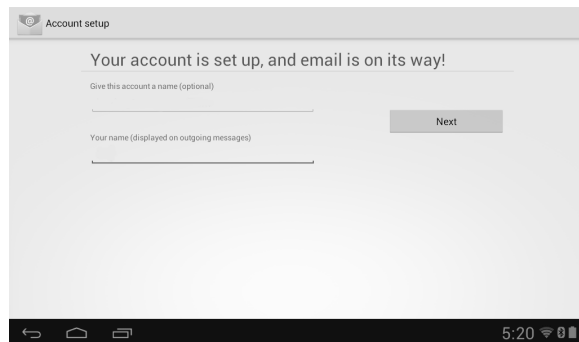 Account setup
Your account is set up, and email is on its way!
Give this account a name (optional)
Next
Your name (displayed on outgoing messages)
5:20